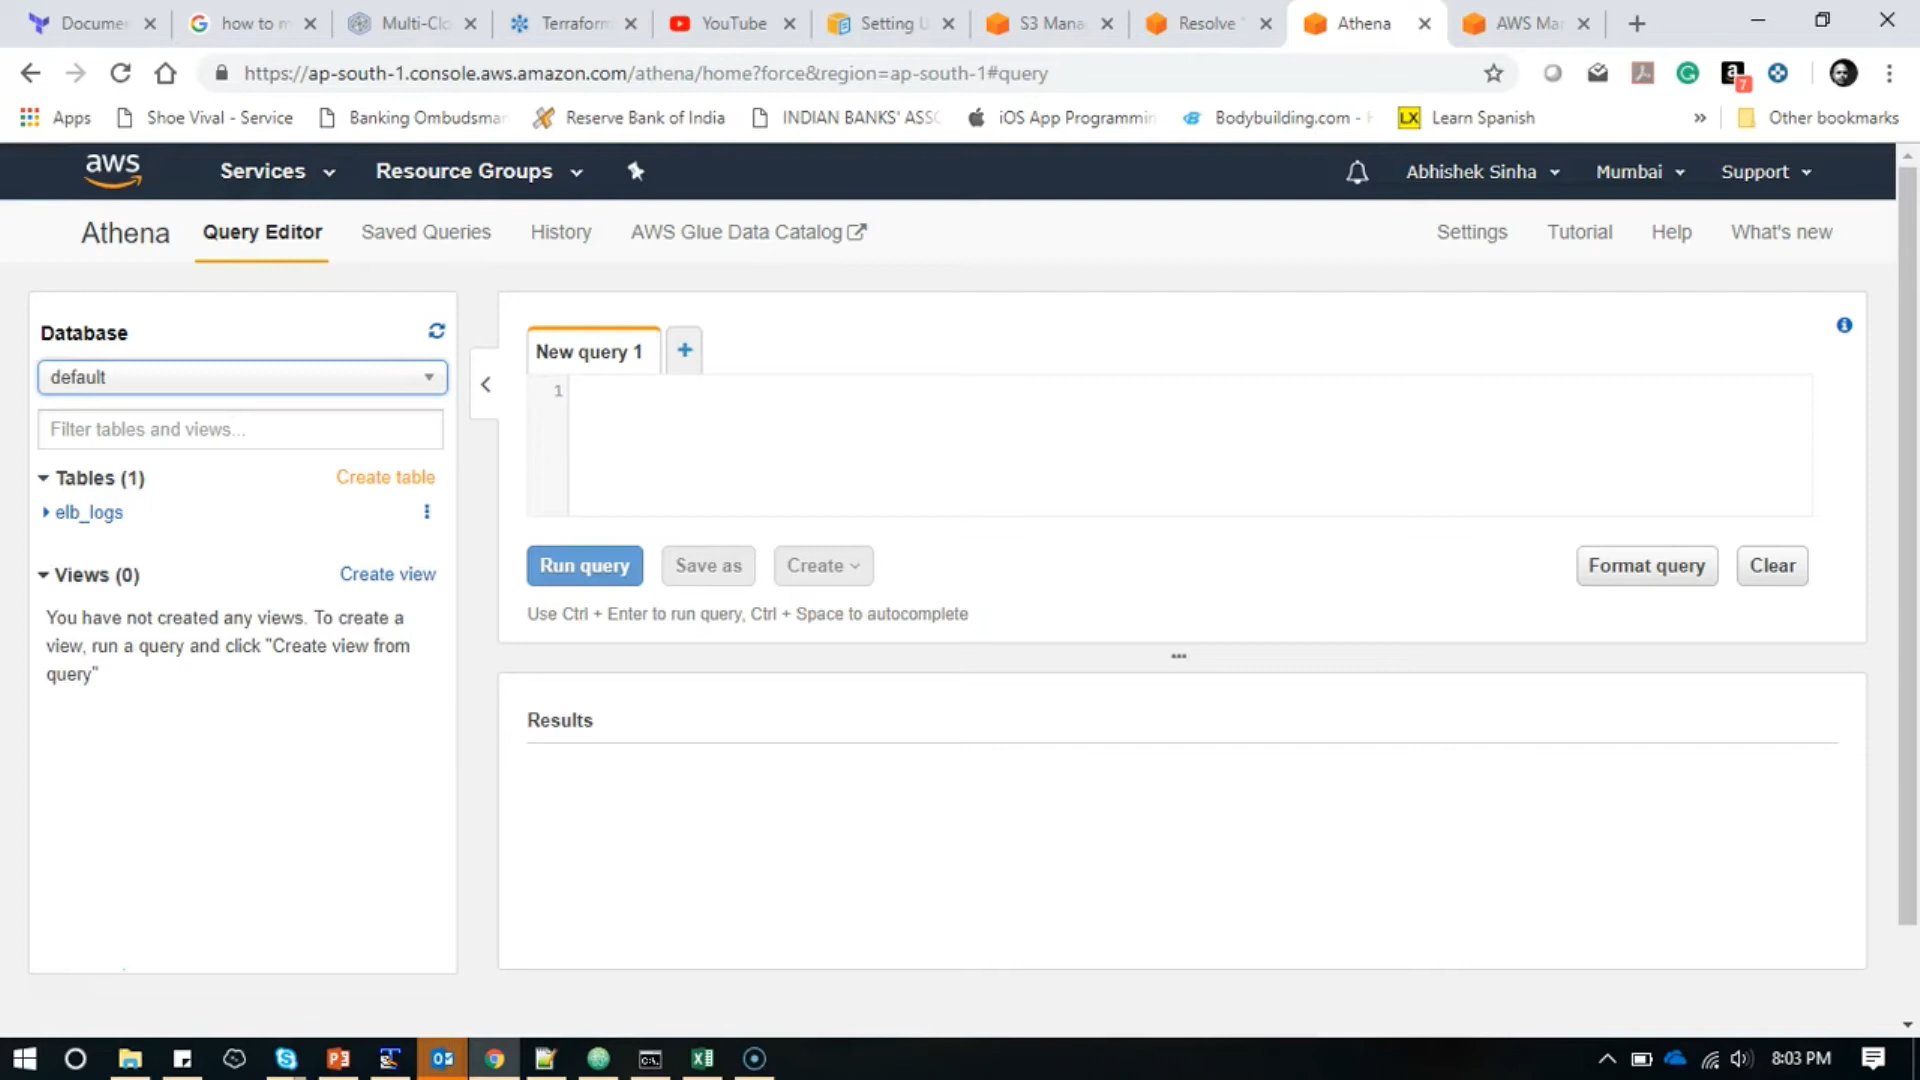 Documen
how to m
Multi-Clo
Terraform
YouTube
Setting U
S3 Mana
Resolve "
Athena
AWS Man
https://ap-south-1.console.aws.amazon.com/athena/home?force&region=ap-south-1#query
7
Apps
Shoe Vival - Service
Banking Ombudsman
Reserve Bank of India
INDIAN BANKS' ASSC
iOS App Programmin
Bodybuilding.com -
LX
Learn Spanish
»
Other bookmarks
aws
Services
Resource Groups
Abhishek Sinha
Mumbai
Support
Athena
Query Editor
Saved Queries
History
AWS Glue Data Catalog
Settings
Tutorial
Help
What's new
Database
default
Filter tables and views...
Tables (1)
Create table
elb_logs
Views (0)
Create view
You have not created any views. To create a
view, run a query and click "Create view from
query"
New query 1
+
1
Run query
Save as
Create
Format query
Clear
Use Ctrl + Enter to run query, Ctrl + Space to autocomplete
Results
8:03 PM